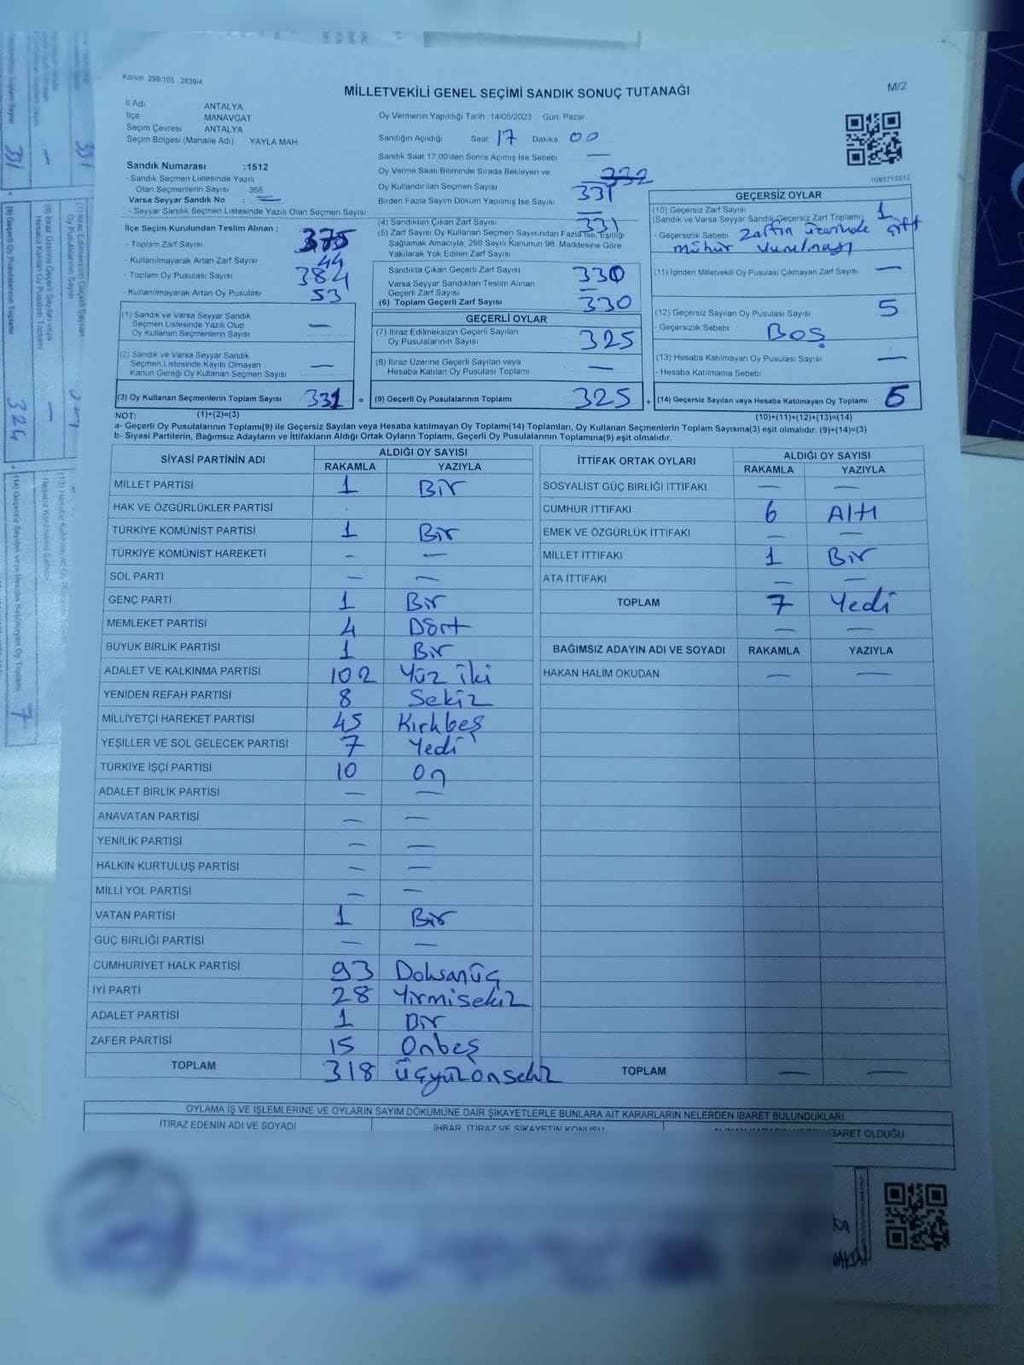 Kanun 298/105 : 2839/4
MİLLETVEKİLİ GENEL SEÇİMİ SANDIK SONUÇ TUTANAĞI
M/2
İl Adı ANTALYA
İlçe MANAVGAT
Seçim Çevresi ANTALYA
Seçim Bölgesi (Mahalle Adı) YAYLA MAH.
Oy Vermenin Yapıldığı Tarih 14/05/2023 Gün: Pazar
Sandığın Açıldığı Saat 17 Dakika 00
Sandık Saat 17:00'den Sonra Açılmış İse Sebebi —
Oy Verme Saati Bitiminde Sırada Bekleyen ve
Oy Kullandırılan Seçmen Sayısı 332 331
Birden Fazla Sayım Döküm Yapılmış İse Sayısı —
Sandık Numarası :1512
Sandık Seçmen Listesinde Yazılı
Olan Seçmenlerin Sayısı
Varsa Seyyar Sandık No : —
- Seyyar Sandık Seçmen Listesinde Yazılı Olan Seçmen Sayısı
İlçe Seçim Kurulundan Teslim Alınan :
- Toplam Zarf Sayısı 375
- Kullanılmayarak Artan Zarf Sayısı 44
- Toplam Oy Pusulası Sayısı 384
- Kullanılmayarak Artan Oy Pusulası 53
(1) Sandık ve Varsa Seyyar Sandık
Seçmen Listesinde Yazılı Olup
Oy Kullanan Seçmenlerin Sayısı —
(2) Sandık ve Varsa Seyyar Sandık
Seçmen Listesinde Kayıtlı Olmayan
Kanun Gereği Oy Kullanan Seçmen Sayısı —
(3) Oy Kullanan Seçmenlerin Toplam Sayısı 331 =
(4) Sandıktan Çıkan Zarf Sayısı 331
(5) Zarf Sayısı Oy Kullanan Seçmen Sayısından Fazla İse, Eşitliği
Sağlamak Amacıyla, 298 Sayılı Kanunun 98. Maddesine Göre
Yakılarak Yok Edilen Zarf Sayısı —
Sandıkta Çıkan Geçerli Zarf Sayısı 330
Varsa Seyyar Sandıktan Teslim Alınan
Geçerli Zarf Sayısı —
(6) Toplam Geçerli Zarf Sayısı 330
GEÇERLİ OYLAR
(7) İtiraz Edilmeksizin Geçerli Sayılan
Oy Pusulalarının Sayısı 325
(8) İtiraz Üzerine Geçerli Sayılan veya
Hesaba Katılan Oy Pusulası Toplamı —
(9) Geçerli Oy Pusulalarının Toplamı 325 +
GEÇERSİZ OYLAR
(10) Geçersiz Zarf Sayısı
(Sandık ve Varsa Seyyar Sandık Geçersiz Zarf Toplamı) 1
- Geçersizlik Sebebi Zarfın üzerinde çift
mühür vurulması
(11) İçinden Milletvekili Oy Pusulası Çıkmayan Zarf Sayısı —
(12) Geçersiz Sayılan Oy Pusulası Sayısı 5
Geçersizlik Sebebi Boş
(13) Hesaba Katılmayan Oy Pusulası Sayısı —
- Hesaba Katılmama Sebebi
(14) Geçersiz Sayılan veya Hesaba Katılmayan Oy Toplamı 5
NOT: (1)+(2)=(3) (10)+(11)+(12)+(13)=(14)
a- Geçerli Oy Pusulalarının Toplamı(9) ile Geçersiz Sayılan veya Hesaba katılmayan Oy Toplamı(14) Toplamları, Oy Kullanan Seçmenlerin Toplam Sayısına(3) eşit olmalıdır. (9)+(14)=(3)
b- Siyasi Partilerin, Bağımsız Adayların ve İttifakların Aldığı Ortak Oyların Toplamı, Geçerli Oy Pusulalarının Toplamına(9) eşit olmalıdır.
SİYASİ PARTİNİN ADI ALDIĞI OY SAYISI
RAKAMLA YAZIYLA
MİLLET PARTİSİ 1 Bir
HAK VE ÖZGÜRLÜKLER PARTİSİ
TÜRKİYE KOMÜNİST PARTİSİ 1 Bir
TÜRKİYE KOMÜNİST HAREKETİ — —
SOL PARTİ — —
GENÇ PARTİ 1 Bir
MEMLEKET PARTİSİ 4 Dört
BÜYÜK BİRLİK PARTİSİ 1 Bir
ADALET VE KALKINMA PARTİSİ 102 Yüz iki
YENİDEN REFAH PARTİSİ 8 Sekiz
MİLLİYETÇİ HAREKET PARTİSİ 45 Kırkbeş
YEŞİLLER VE SOL GELECEK PARTİSİ 7 Yedi
TÜRKİYE İŞÇİ PARTİSİ 10 On
ADALET BİRLİK PARTİSİ — —
ANAVATAN PARTİSİ — —
YENİLİK PARTİSİ — —
HALKIN KURTULUŞ PARTİSİ — —
MİLLİ YOL PARTİSİ — —
VATAN PARTİSİ 1 Bir
GÜÇ BİRLİĞİ PARTİSİ — —
CUMHURİYET HALK PARTİSİ 93 Doksanüç
İYİ PARTİ 28 Yirmisekiz
ADALET PARTİSİ 1 Bir
ZAFER PARTİSİ 15 Onbeş
TOPLAM 318 üçyüzonsekiz
İTTİFAK ORTAK OYLARI ALDIĞI OY SAYISI
RAKAMLA YAZIYLA
SOSYALİST GÜÇ BİRLİĞİ İTTİFAKI — —
CUMHUR İTTİFAKI 6 Altı
EMEK VE ÖZGÜRLÜK İTTİFAKI — —
MİLLET İTTİFAKI 1 Bir
ATA İTTİFAKI — —
TOPLAM 7 Yedi
— —
BAĞIMSIZ ADAYIN ADI VE SOYADI RAKAMLA YAZIYLA
HAKAN HALİM OKUDAN — —
TOPLAM — —
OYLAMA İŞ VE İŞLEMLERİNE VE OYLARIN SAYIM DÖKÜMÜNE DAİR ŞİKAYETLERLE BUNLARA AİT KARARLARIN NELERDEN İBARET BULUNDUKLARI
İTİRAZ EDENİN ADI VE SOYADI İHBAR, İTİRAZ VE ŞİKAYETİN KONUSU